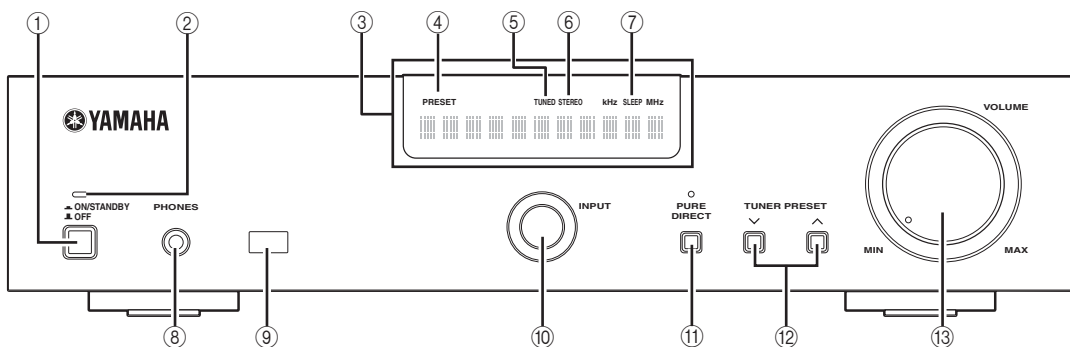 ① ② ③ ④ ⑤ ⑥ ⑦
VOLUME
PRESET TUNED STEREO kHz SLEEP MHz
YAMAHA
ON/STANDBY
OFF
PHONES
INPUT
PURE
DIRECT
TUNER PRESET
MIN MAX
⑧ ⑨ ⑩ ⑪ ⑫ ⑬